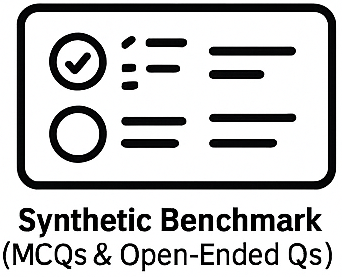 Synthetic Benchmark
(MCQs & Open-Ended Qs)